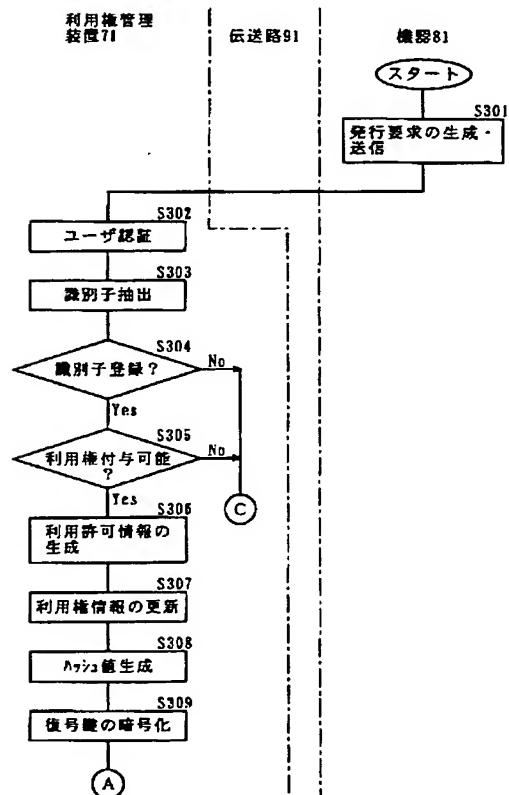 利用権管理
装置71
伝送路91
機器81
スタート
S301
発行要求の生成・
送信
S302
ユーザ認証
S303
識別子抽出
S304
識別子登録？
No
Yes
S305
利用権付与可能
？
No
Yes
C
S306
利用許可情報の
生成
S307
利用権情報の更新
S308
ハッシュ値生成
S309
復号鍵の暗号化
A